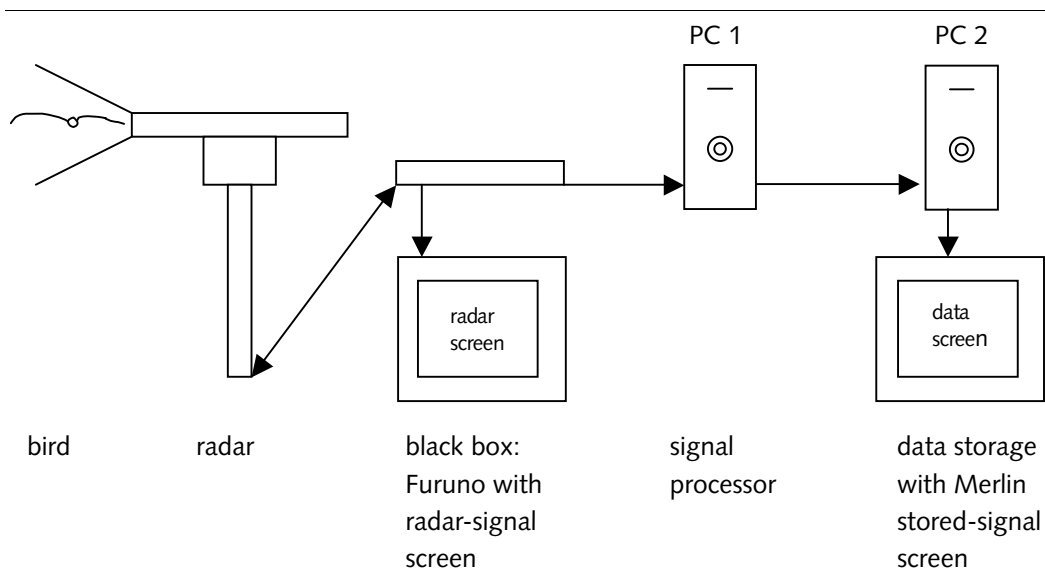 PC 1
PC 2
radar
screen
data
screen
bird
radar
black box:
Furuno with
radar-signal
screen
signal
processor
data storage
with Merlin
stored-signal
screen